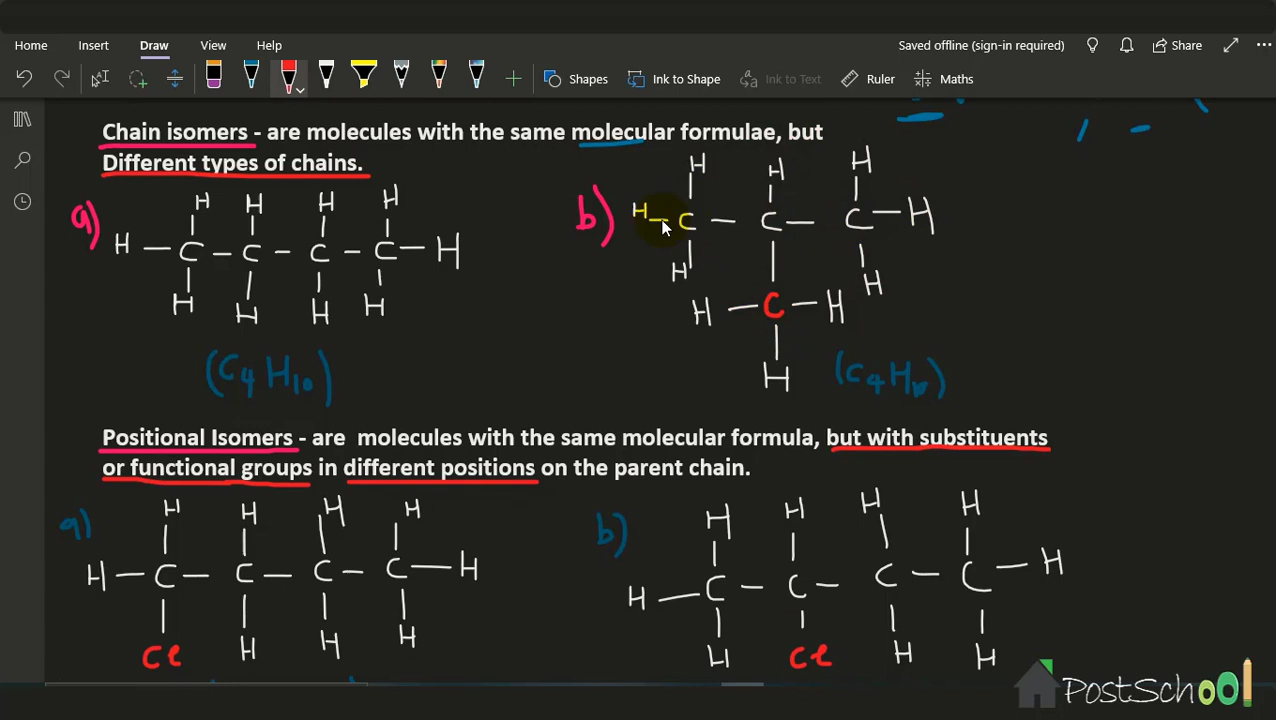 Home Insert Draw View Help Saved offline (sign-in required) Share
Shapes Ink to Shape Ink to Text Ruler Maths
Chain isomers - are molecules with the same molecular formulae, but
Different types of chains.
a)
H H H H
H - C - C - C - C - H
H H H H
(C4H10)
b)
H H H
H - C - C - C - H
H H
H - C - H
H
(C4H10)
Positional Isomers - are molecules with the same molecular formula, but with substituents
or functional groups in different positions on the parent chain.
a)
H H H H
H - C - C - C - C - H
Cl H H H
b)
H H H H
H - C - C - C - C - H
H Cl H H
PostSchool